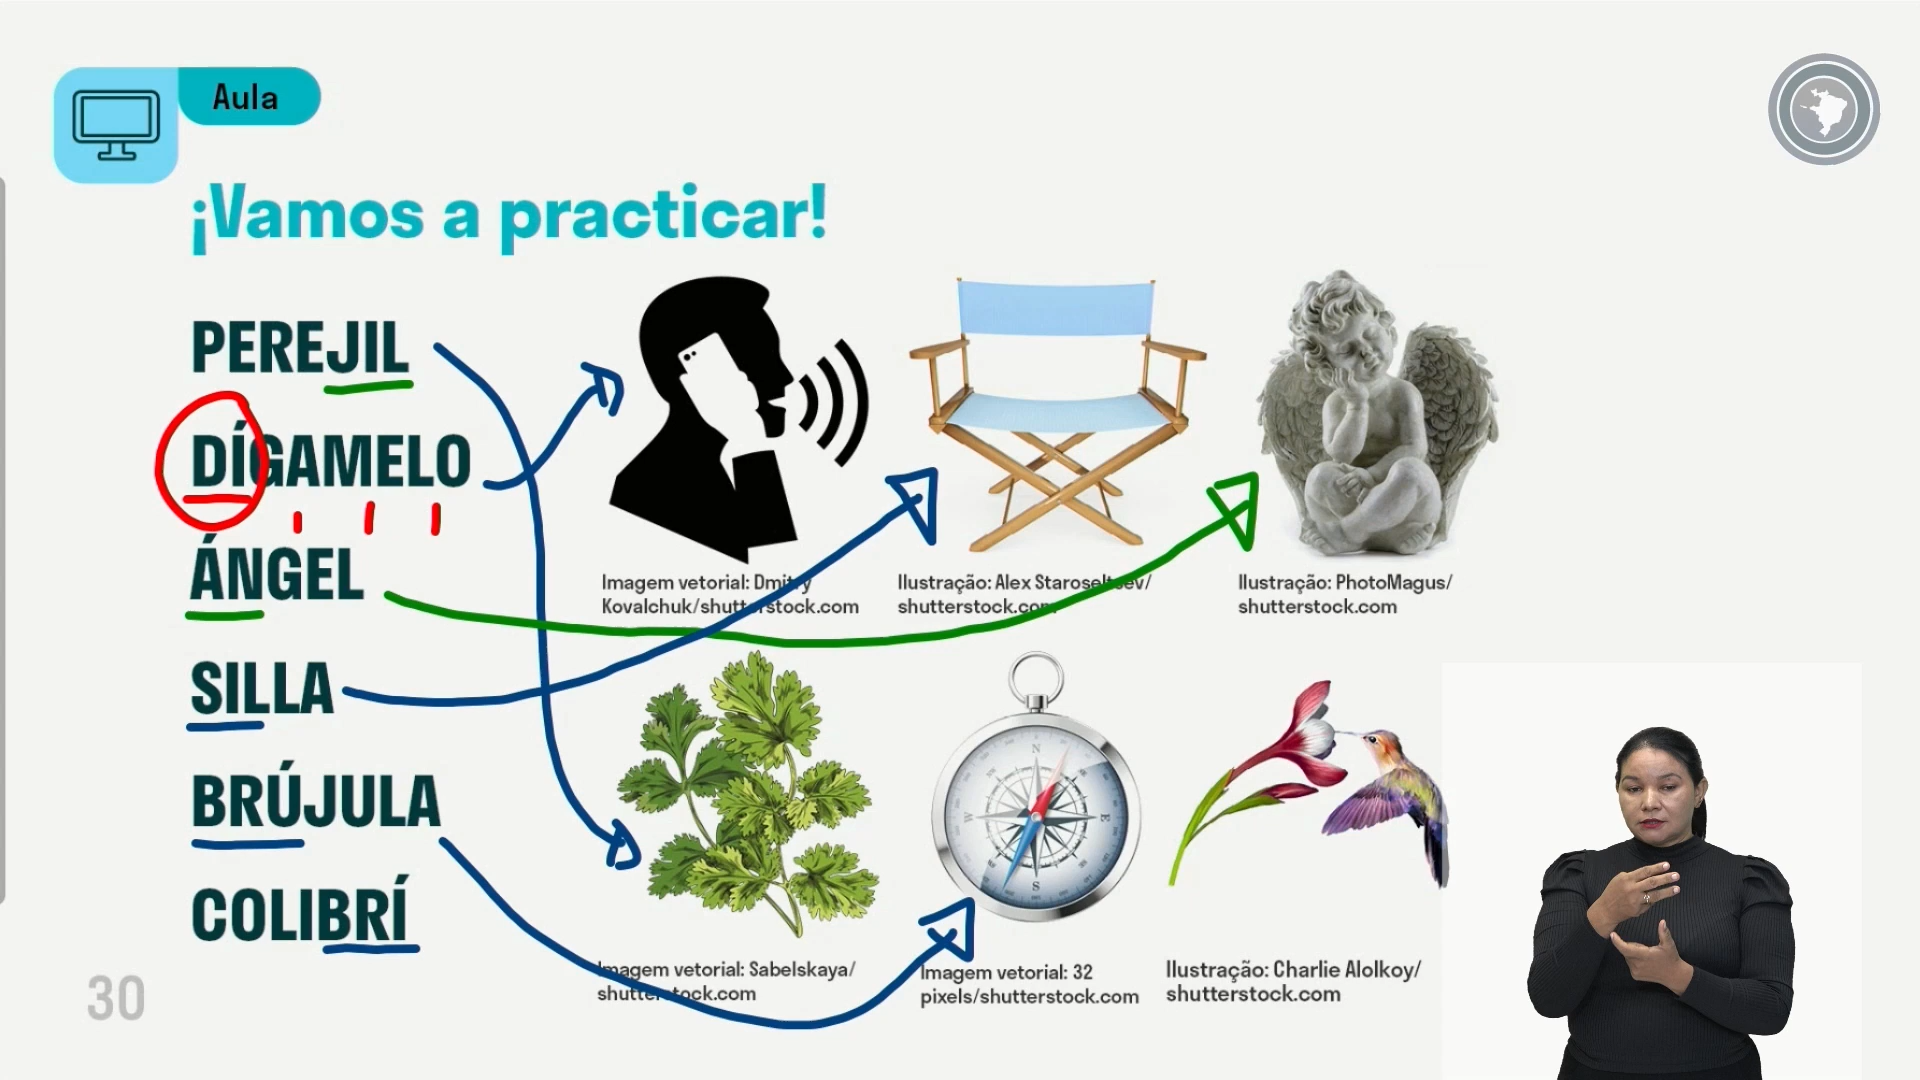 Aula
¡Vamos a practicar!
PEREJIL
DÍGAMELO
ÁNGEL
SILLA
BRÚJULA
COLIBRÍ
Imagem vetorial: Dmitry
Kovalchuk/shutterstock.com
Ilustração: Alex Staroseltsev/
shutterstock.com
Ilustração: PhotoMagus/
shutterstock.com
N
W
E
S
Imagem vetorial: Sabelskaya/
shutterstock.com
Imagem vetorial: 32
pixels/shutterstock.com
Ilustração: Charlie Alolkoy/
shutterstock.com
30